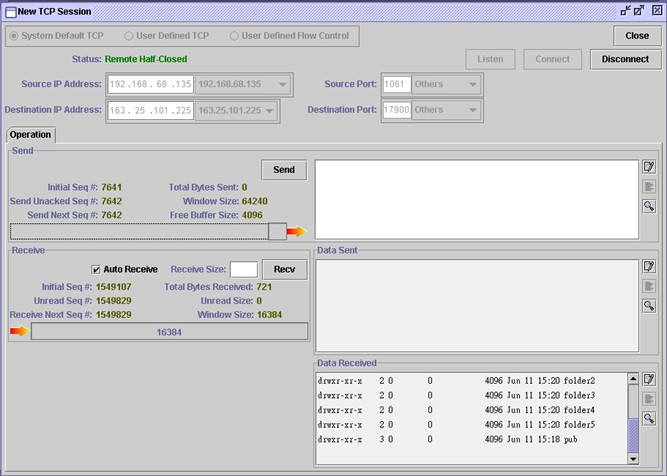 New TCP Session
System Default TCP User Defined TCP User Defined Flow Control Close
Status: Remote Half-Closed Listen Connect Disconnect
Source IP Address: 192.168. 68 .135 192.168.68.135 Source Port: 1061 Others
Destination IP Address: 163. 25 .101.225 163.25.101.225 Destination Port: 17900 Others
Operation
Send
Send
Initial Seq #: 7641 Total Bytes Sent: 0
Send Unacked Seq #: 7642 Window Size: 64240
Send Next Seq #: 7642 Free Buffer Size: 4096
Receive
Auto Receive Receive Size: Recv
Initial Seq #: 1549107 Total Bytes Received: 721
Unread Seq #: 1549829 Unread Size: 0
Receive Next Seq #: 1549829 Window Size: 16384
16384
Data Sent
Data Received
drwxr-xr-x 2 0 0 4096 Jun 11 15:20 folder2
drwxr-xr-x 2 0 0 4096 Jun 11 15:20 folder3
drwxr-xr-x 2 0 0 4096 Jun 11 15:20 folder4
drwxr-xr-x 2 0 0 4096 Jun 11 15:20 folder5
drwxr-xr-x 3 0 0 4096 Jun 11 15:18 pub